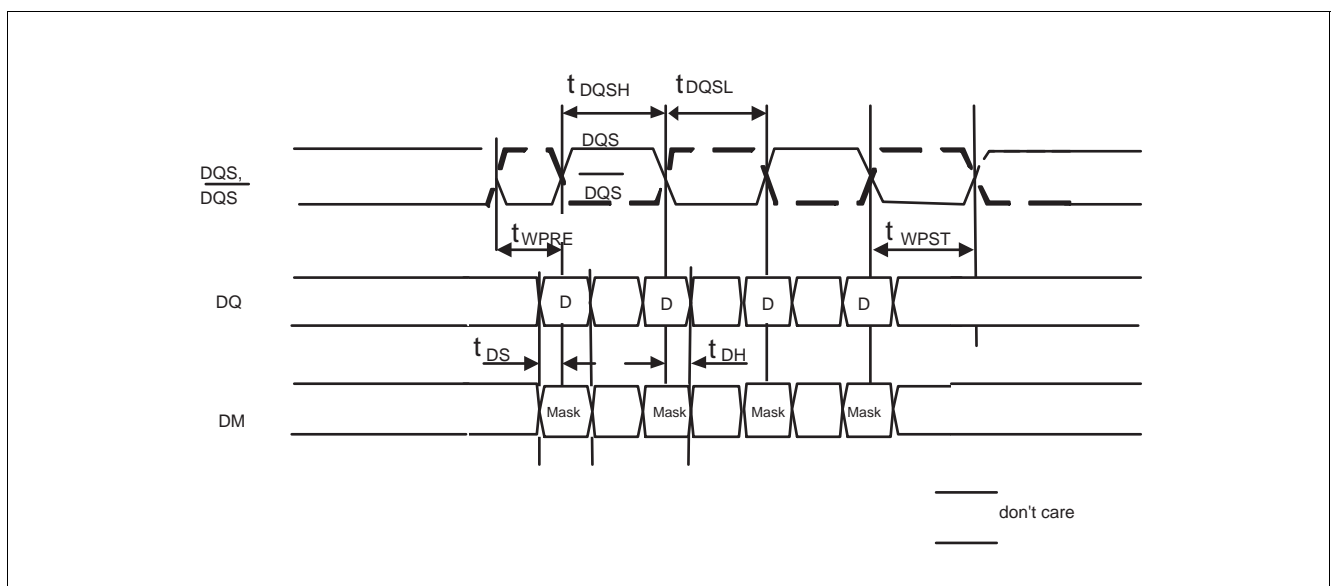 t DQSH
t DQSL
DQS
DQS,
DQS
DQS
t WPRE
t WPST
DQ
D
D
D
D
t DS
t DH
DM
Mask
Mask
Mask
Mask
don't care